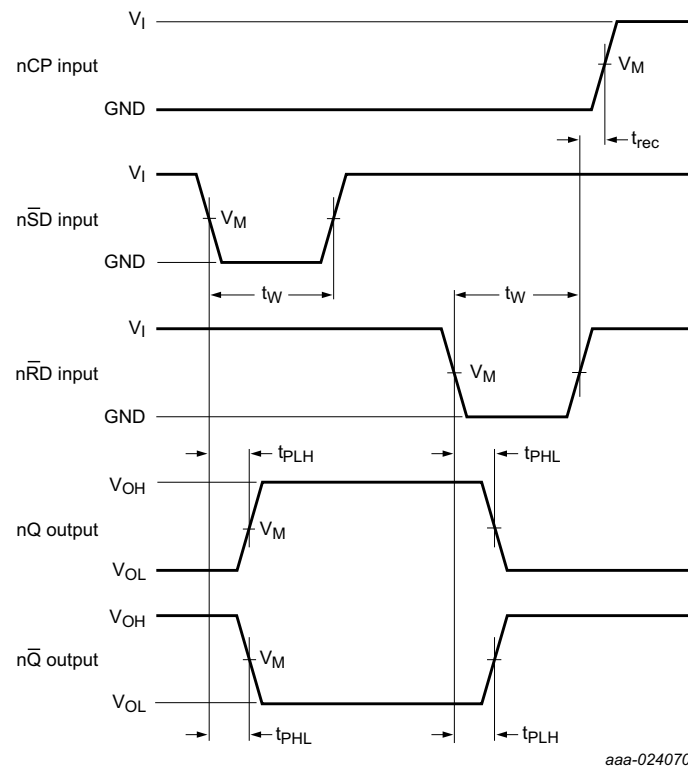 V_I
nCP input
V_M
GND
t_rec
V_I
nS̅D input
V_M
GND
t_W
t_W
V_I
nR̅D input
V_M
GND
t_PLH
t_PHL
V_OH
nQ output
V_M
V_OL
V_OH
nQ̅ output
V_M
V_OL
t_PHL
t_PLH
aaa-024070